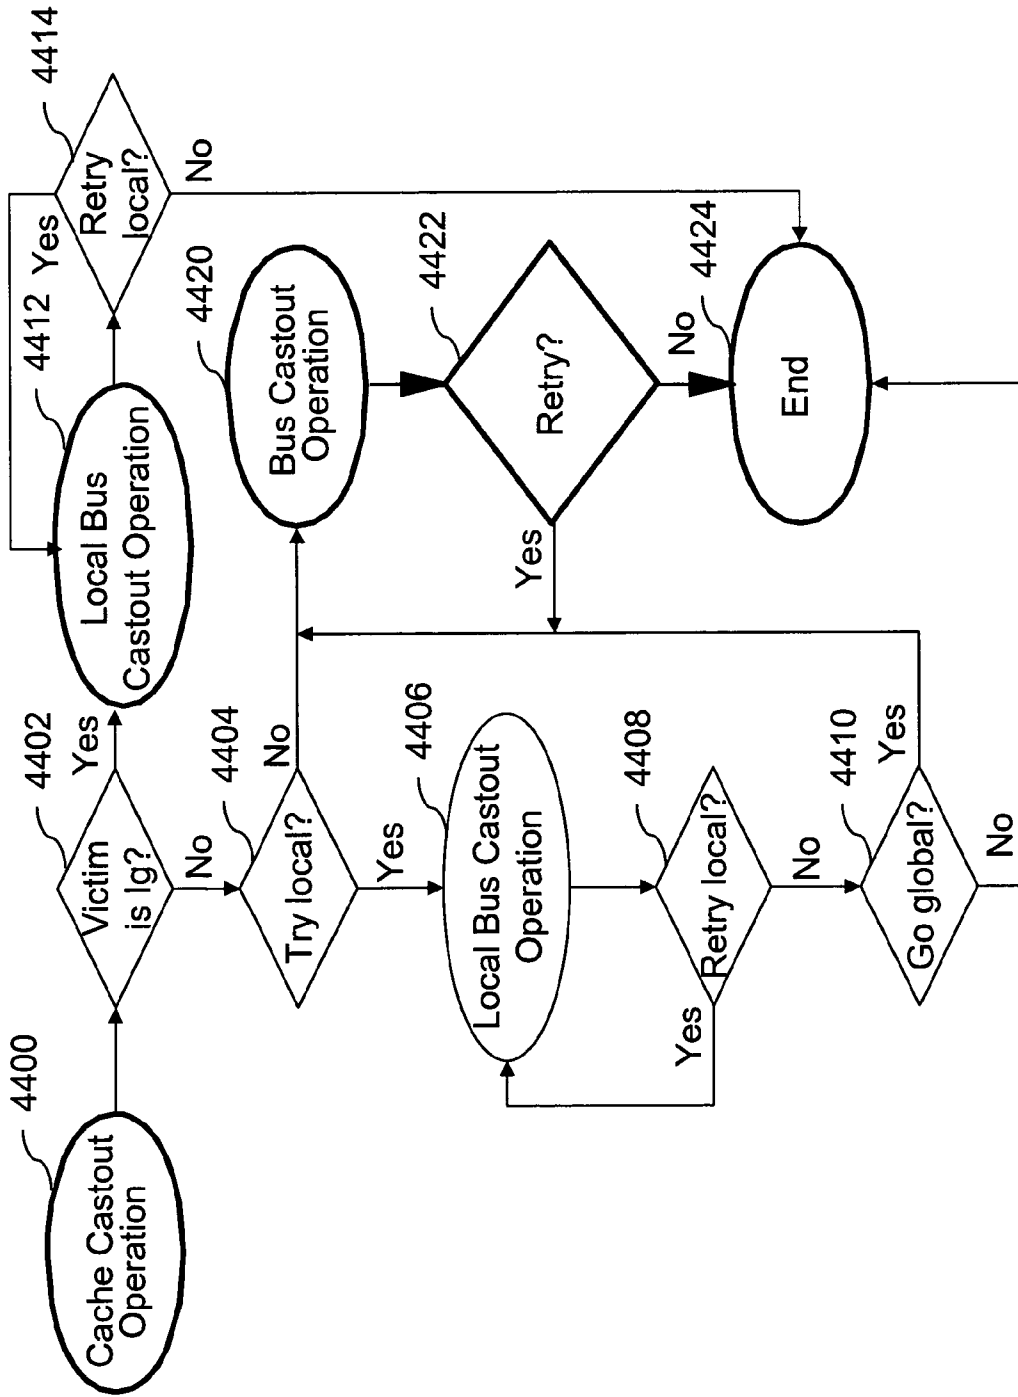 4400
Cache Castout
Operation
4402
Victim
is Ig?
Yes
No
4412
Local Bus
Castout Operation
4414
Retry
local?
Yes
No
4404
Try local?
No
Yes
4406
Local Bus Castout
Operation
4408
Retry local?
Yes
No
4410
Go global?
Yes
No
4420
Bus Castout
Operation
4422
Retry?
Yes
No
4424
End